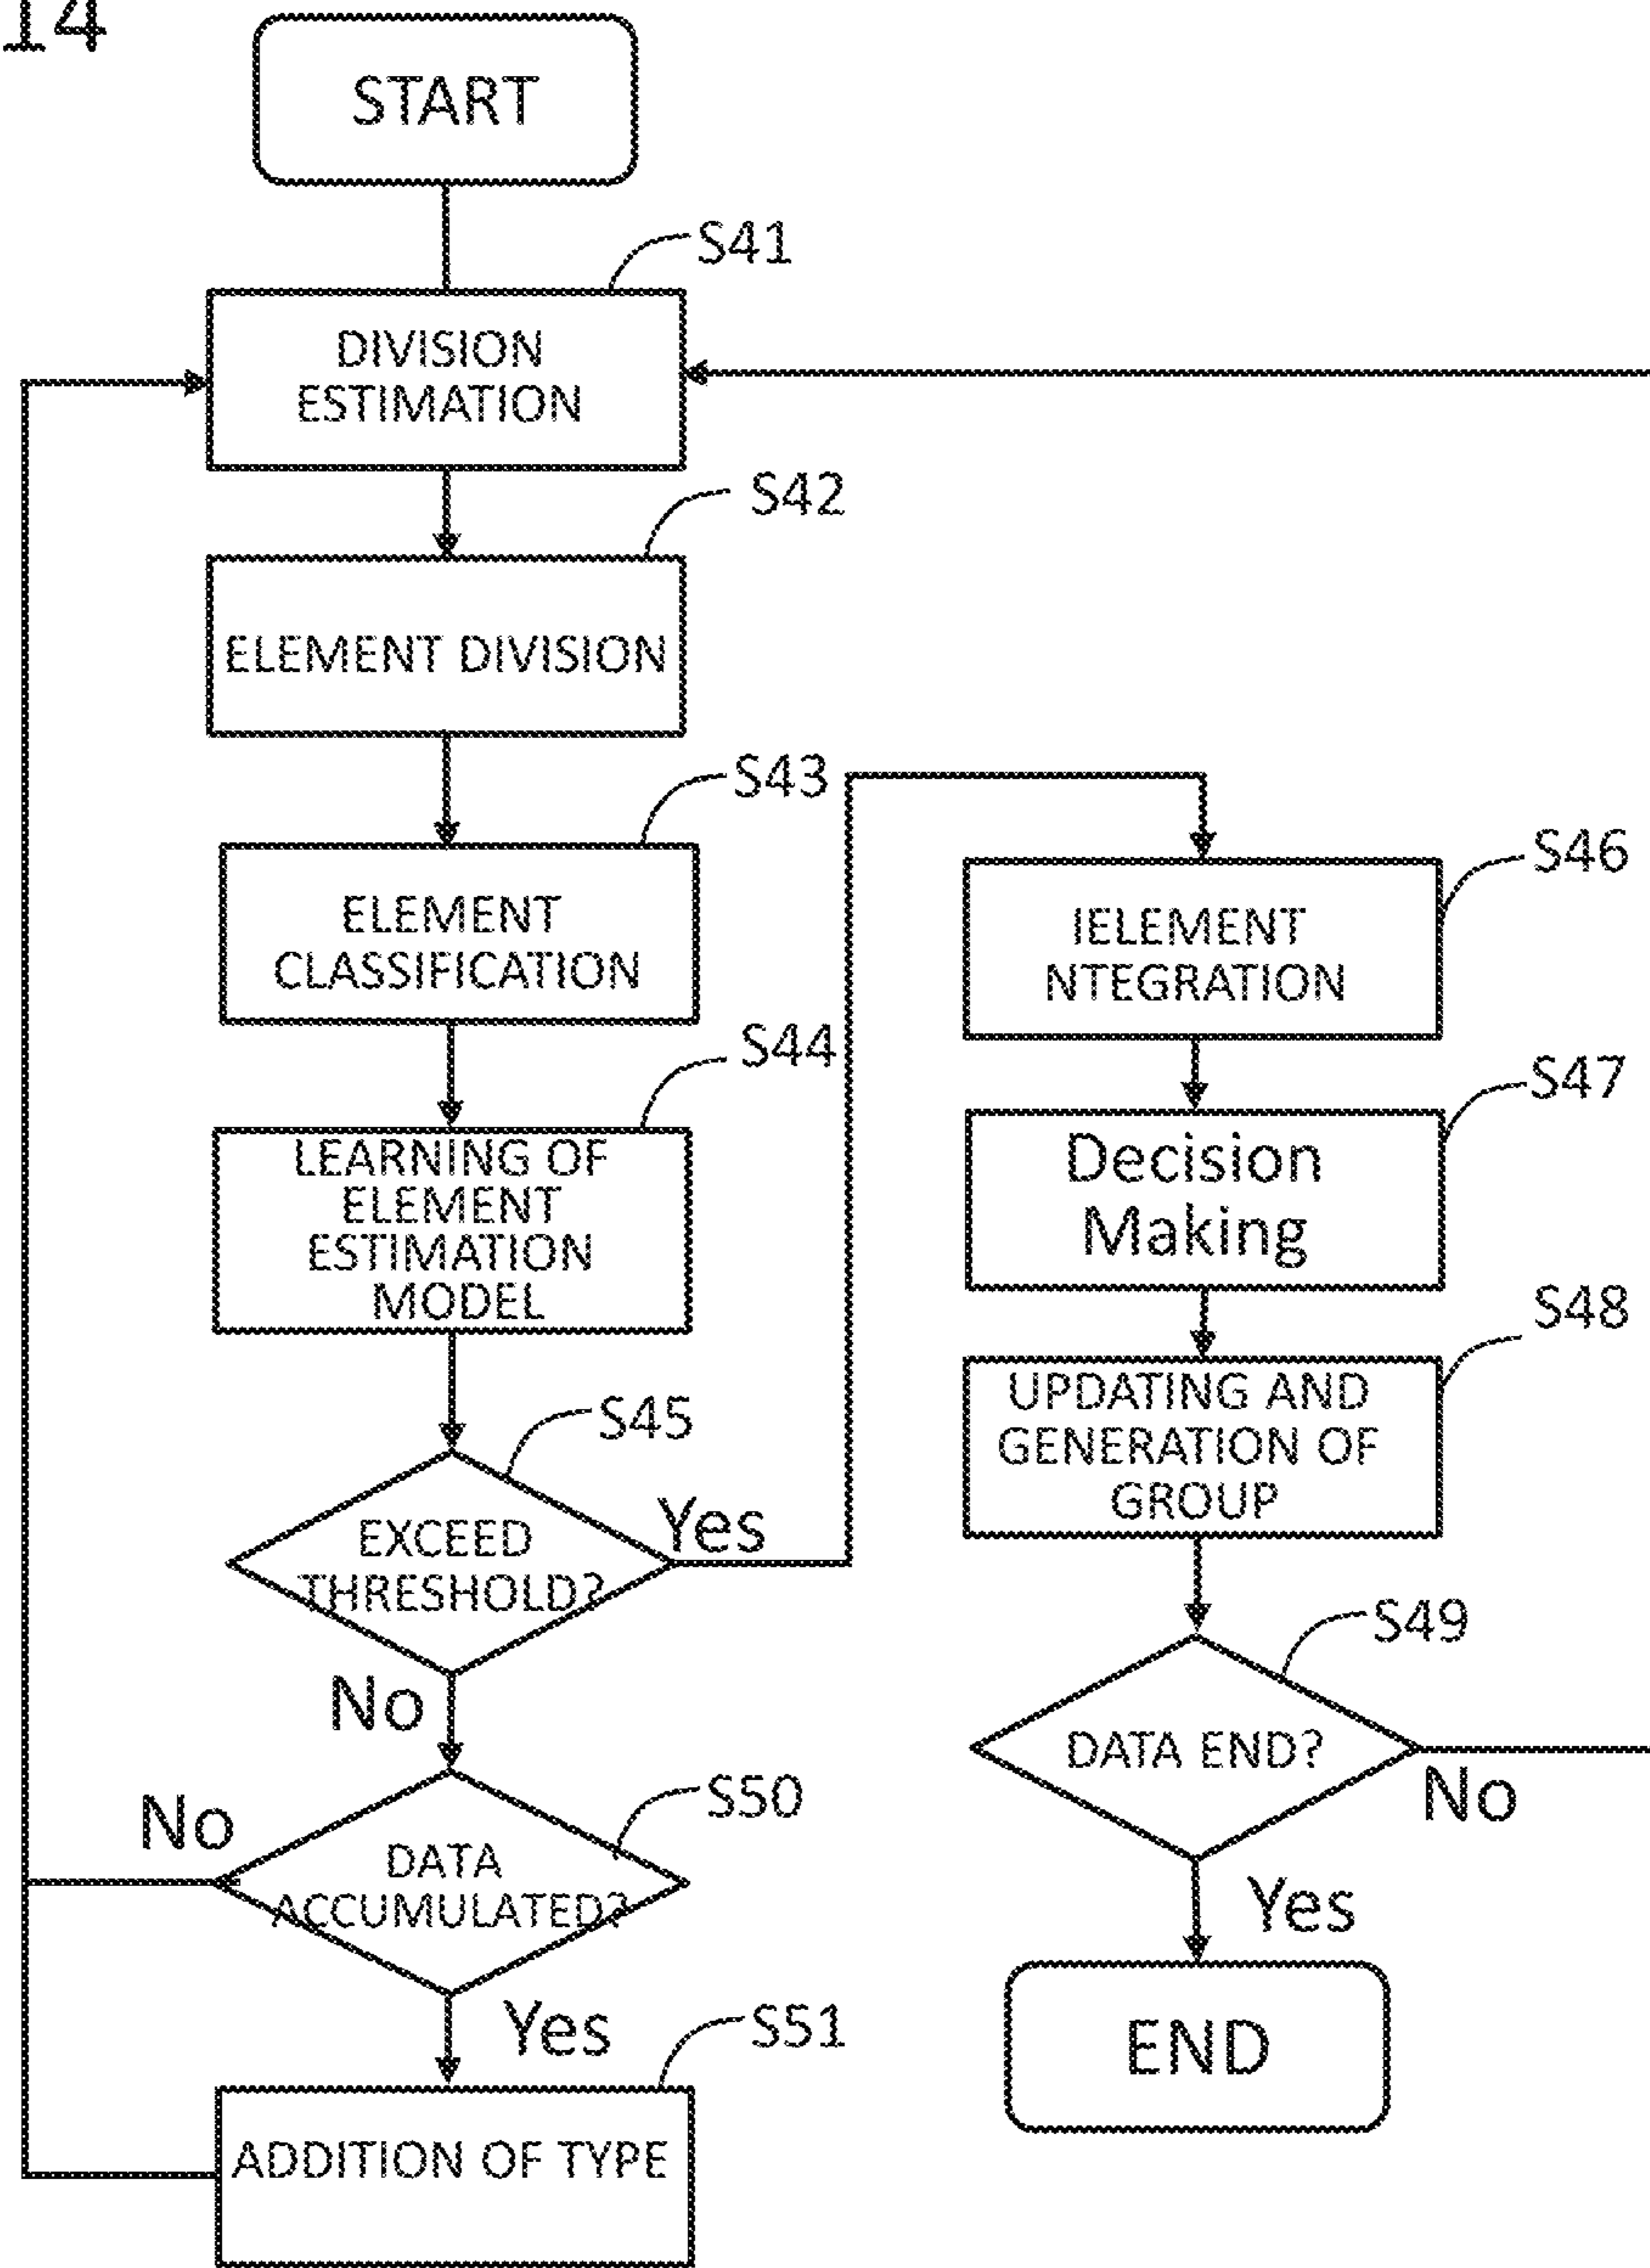 14
START
S41
DIVISION
ESTIMATION
S42
ELEMENT DIVISION
S43
ELEMENT
CLASSIFICATION
S44
LEARNING OF
ELEMENT
ESTIMATION
MODEL
S45
EXCEED
THRESHOLD?
Yes
No
S50
DATA
ACCUMULATED?
No
Yes
S51
ADDITION OF TYPE
S46
IELEMENT
NTEGRATION
S47
Decision
Making
S48
UPDATING AND
GENERATION OF
GROUP
S49
DATA END?
No
Yes
END